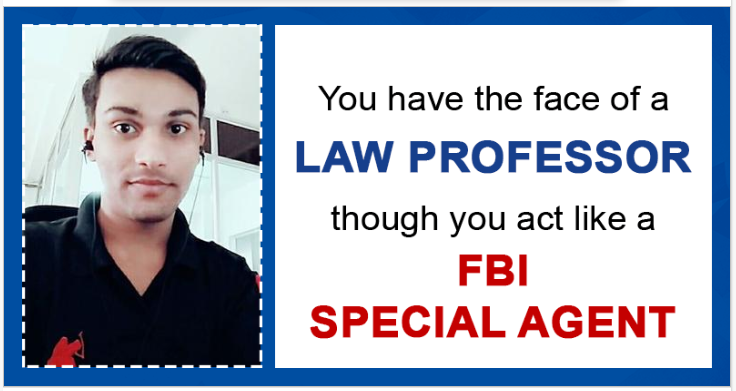 You have the face of a
LAW PROFESSOR
though you act like a
FBI
SPECIAL AGENT